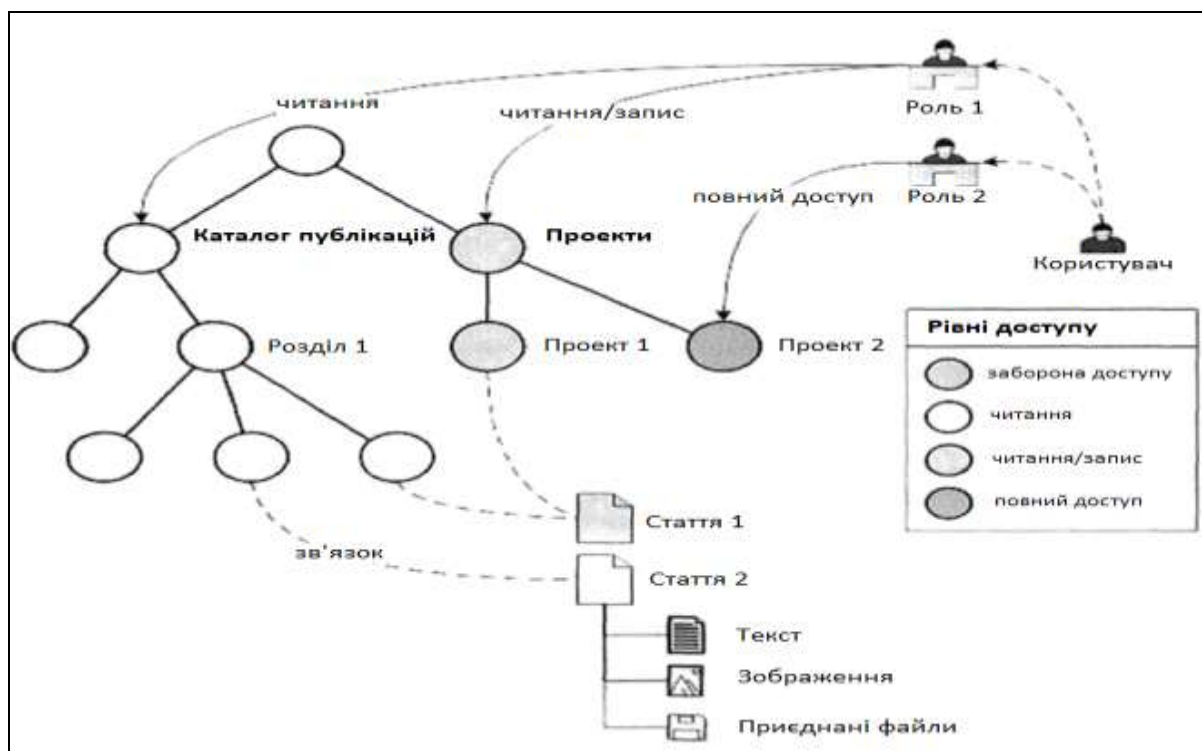 читання
читання/запис
Роль 1
повний доступ
Роль 2
Каталог публікацій
Проекти
Користувач
Розділ 1
Проект 1
Проект 2
Рівні доступу
заборона доступу
читання
читання/запис
повний доступ
Стаття 1
зв'язок
Стаття 2
Текст
Зображення
Приєднані файли